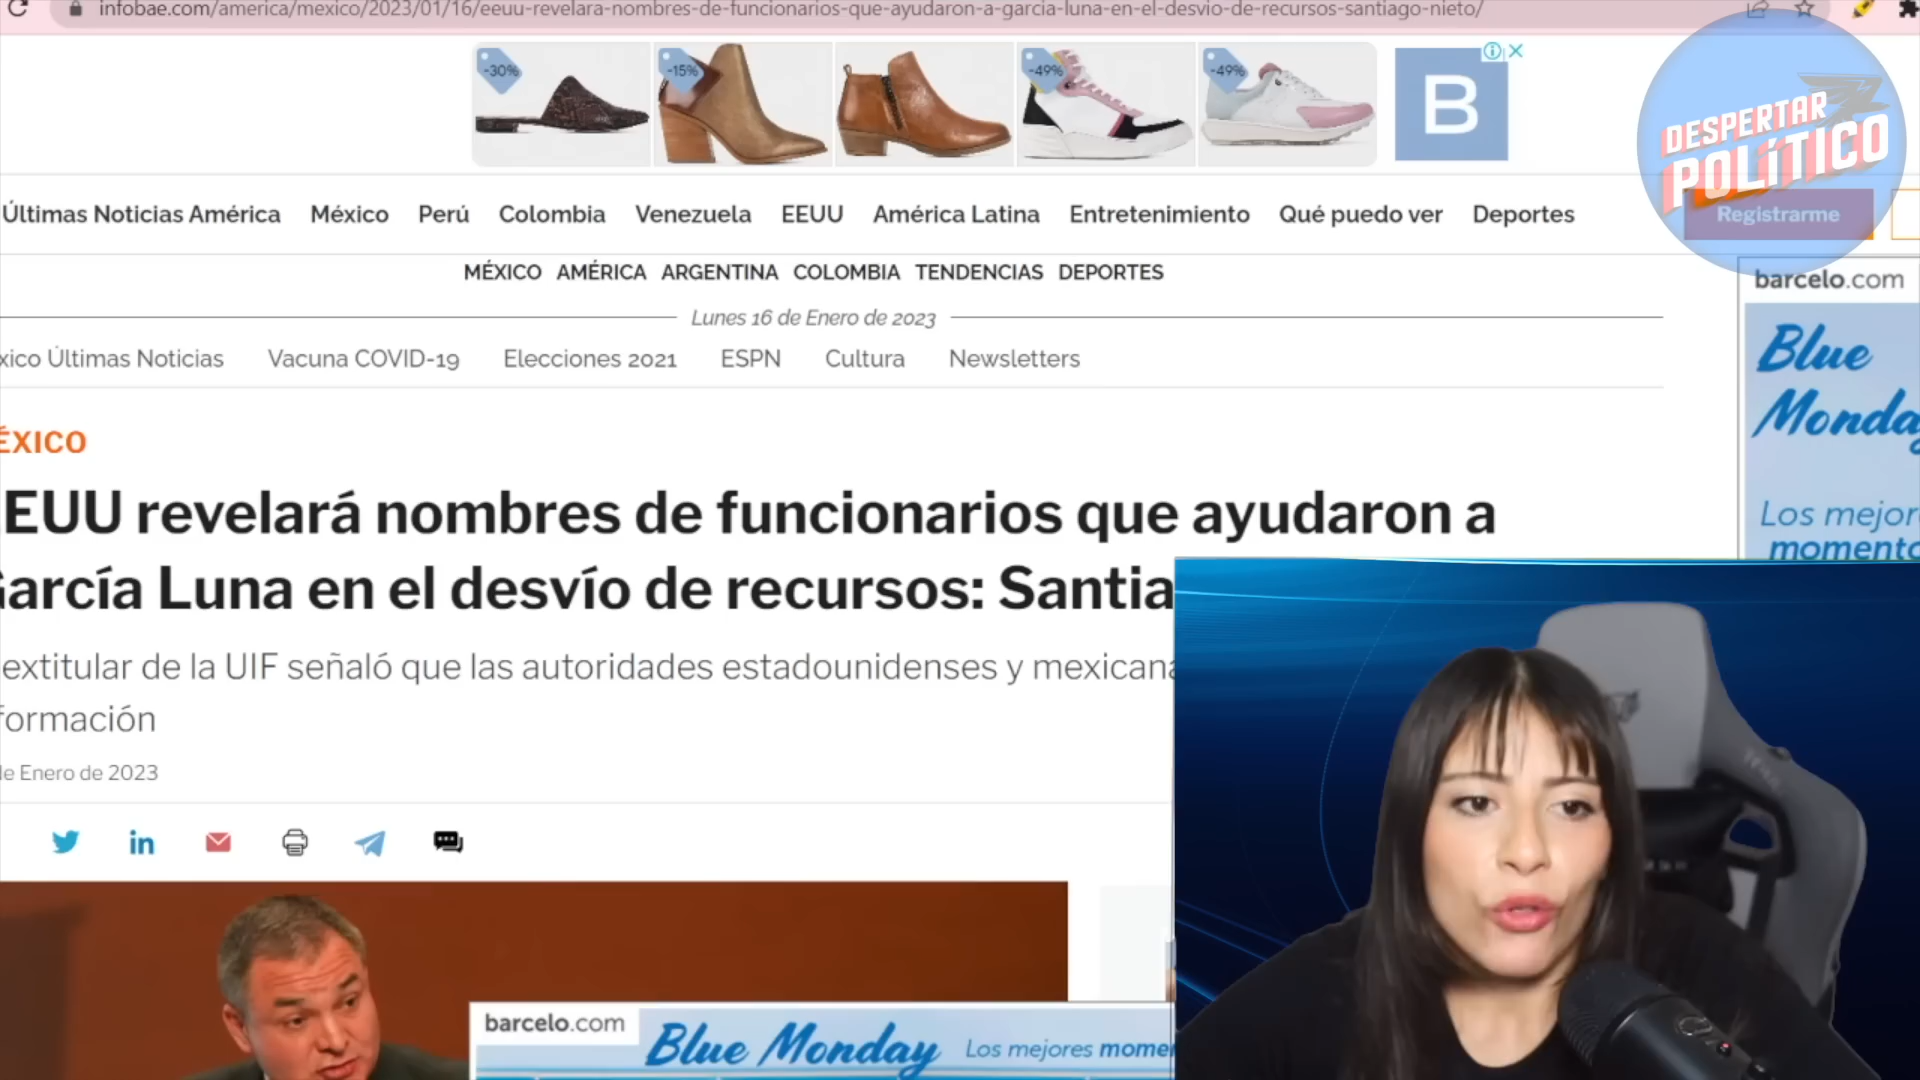 infobae.com/america/mexico/2023/01/16/eeuu-revelara-nombres-de-funcionarios-que-ayudaron-a-garcia-luna-en-el-desvio-de-recursos-santiago-nieto/
-30%
-15%
-49%
-49%
B
DESPERTAR
POLÍTICO
Últimas Noticias América México Perú Colombia Venezuela EEUU América Latina Entretenimiento Qué puedo ver Deportes
Registrarme
MÉXICO AMÉRICA ARGENTINA COLOMBIA TENDENCIAS DEPORTES
barcelo.com
Lunes 16 de Enero de 2023
xico Últimas Noticias Vacuna COVID-19 Elecciones 2021 ESPN Cultura Newsletters
Blue
Monday
Los mejor
momento
ÉXICO
EEUU revelará nombres de funcionarios que ayudaron a
García Luna en el desvío de recursos: Santia
extitular de la UIF señaló que las autoridades estadounidenses y mexicana
formación
de Enero de 2023
in
barcelo.com
Blue Monday Los mejores momen